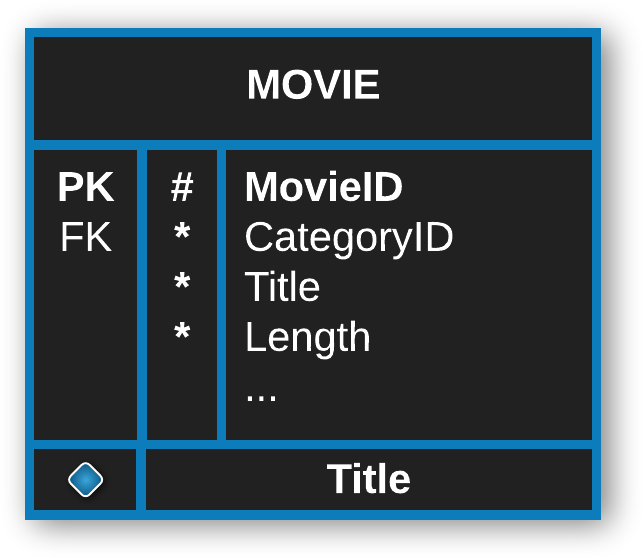 MOVIE
PK # MovieID
FK * CategoryID
* Title
* Length
...
Title